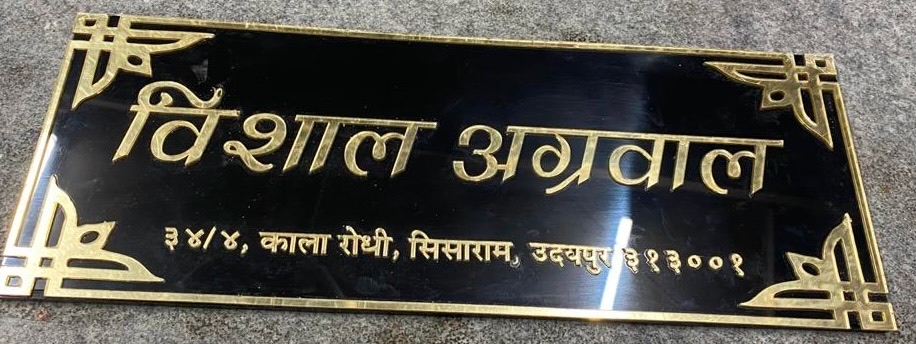 विशाल अग्रवाल
३४/४, काला रोधी, सिसाराम, उदयपुर ३१३००१